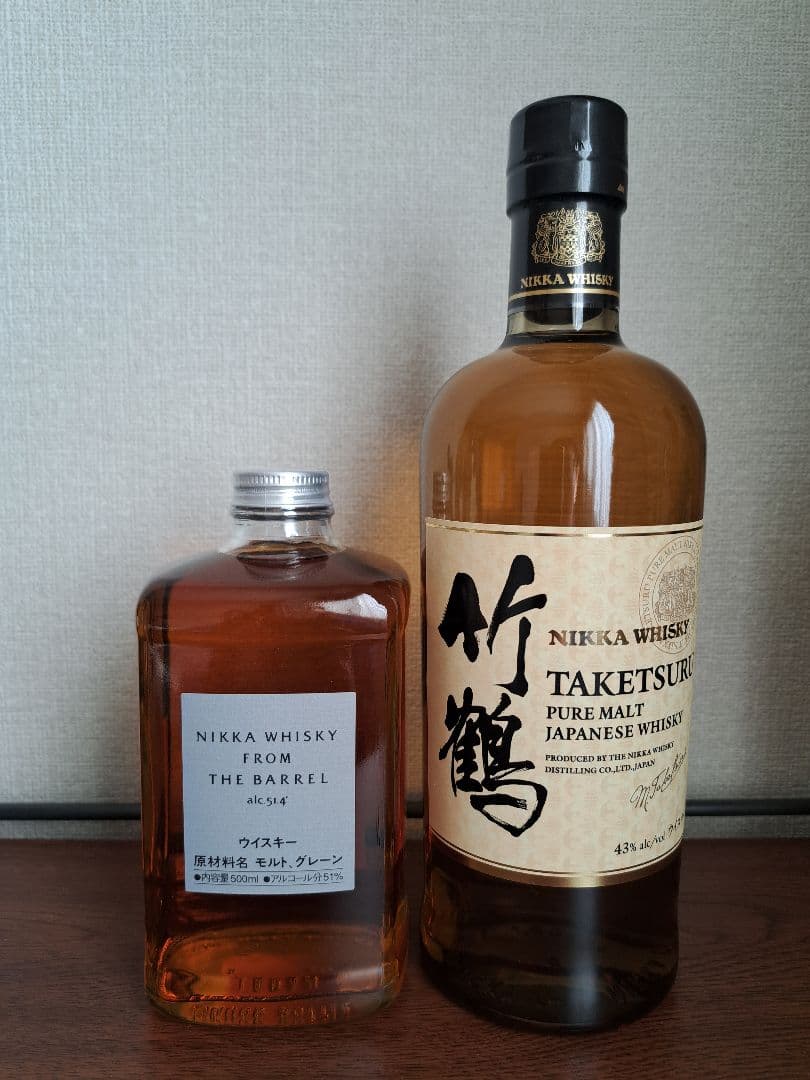 NIKKA WHISKY
FROM
THE BARREL
alc.51.4°
ウイスキー
原材料名 モルト、グレーン
●内容量500ml ●アルコール分51%
NIKKA WHISKY
竹鶴
NIKKA WHISKY
TAKETSURU
PURE MALT
JAPANESE WHISKY
PRODUCED BY THE NIKKA WHISKY
DISTILLING CO.,LTD.,JAPAN
43% alc/vol